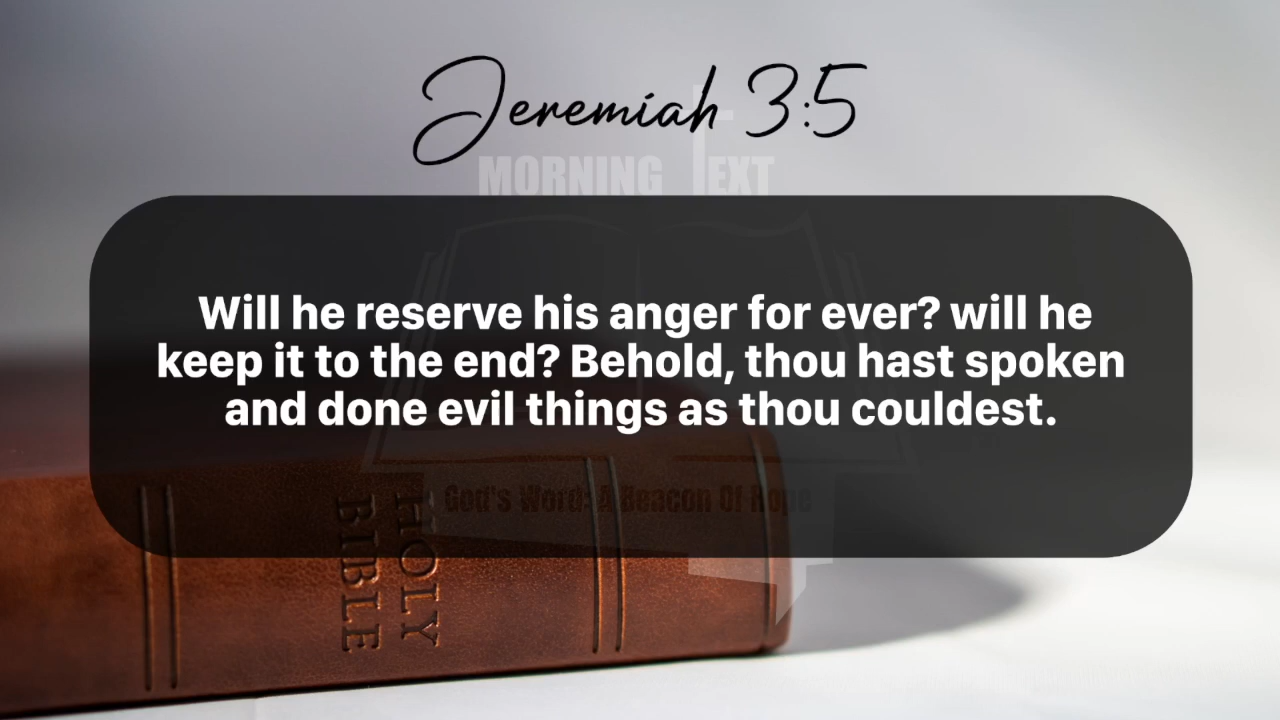 Jeremiah 3:5
MORNING TEXT
Will he reserve his anger for ever? will he
keep it to the end? Behold, thou hast spoken
and done evil things as thou couldest.
God's Word: A Beacon Of Hope
HOLY
BIBLE